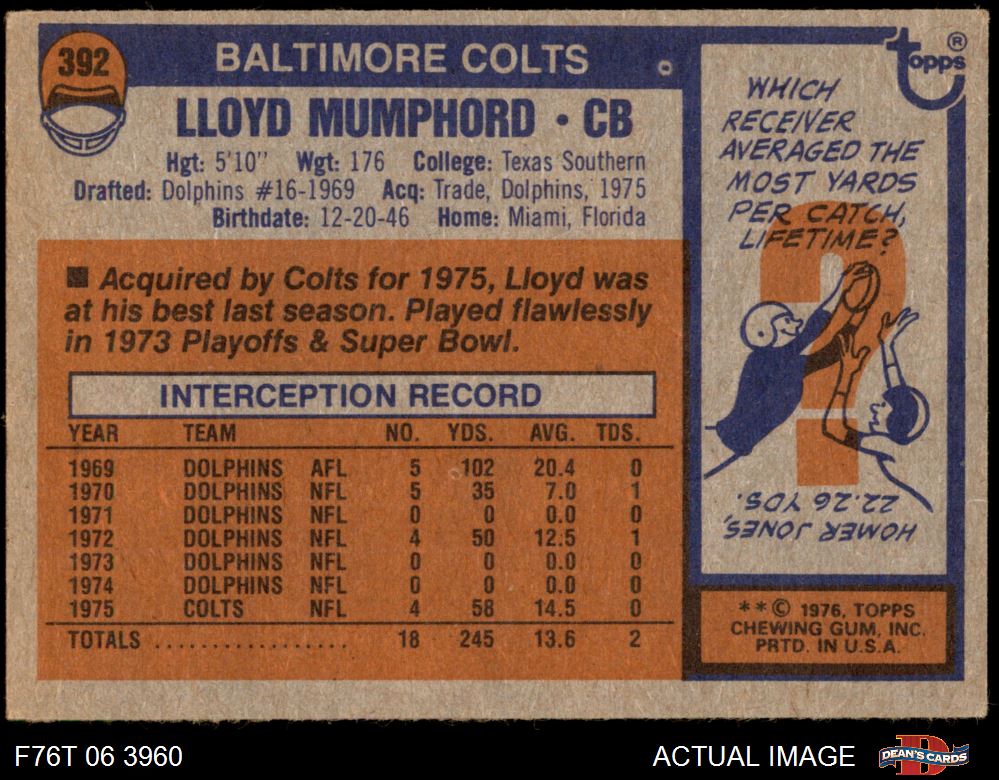 392
BALTIMORE COLTS
LLOYD MUMPHORD • CB
Hgt: 5'10" Wgt: 176 College: Texas Southern
Drafted: Dolphins #16-1969 Acq: Trade, Dolphins, 1975
Birthdate: 12-20-46 Home: Miami, Florida
■ Acquired by Colts for 1975, Lloyd was
at his best last season. Played flawlessly
in 1973 Playoffs & Super Bowl.
INTERCEPTION RECORD
YEAR TEAM NO. YDS. AVG. TDS.
1969 DOLPHINS AFL 5 102 20.4 0
1970 DOLPHINS NFL 5 35 7.0 1
1971 DOLPHINS NFL 0 0 0.0 0
1972 DOLPHINS NFL 4 50 12.5 1
1973 DOLPHINS NFL 0 0 0.0 0
1974 DOLPHINS NFL 0 0 0.0 0
1975 COLTS NFL 4 58 14.5 0
TOTALS .................. 18 245 13.6 2
topps®
WHICH
RECEIVER
AVERAGED THE
MOST YARDS
PER CATCH,
LIFETIME?
?
HOMER JONES,
22.26 YDS.
**© 1976, TOPPS
CHEWING GUM, INC.
PRTD. IN U.S.A.
F76T 06 3960
ACTUAL IMAGE
D
DEAN'S CARDS